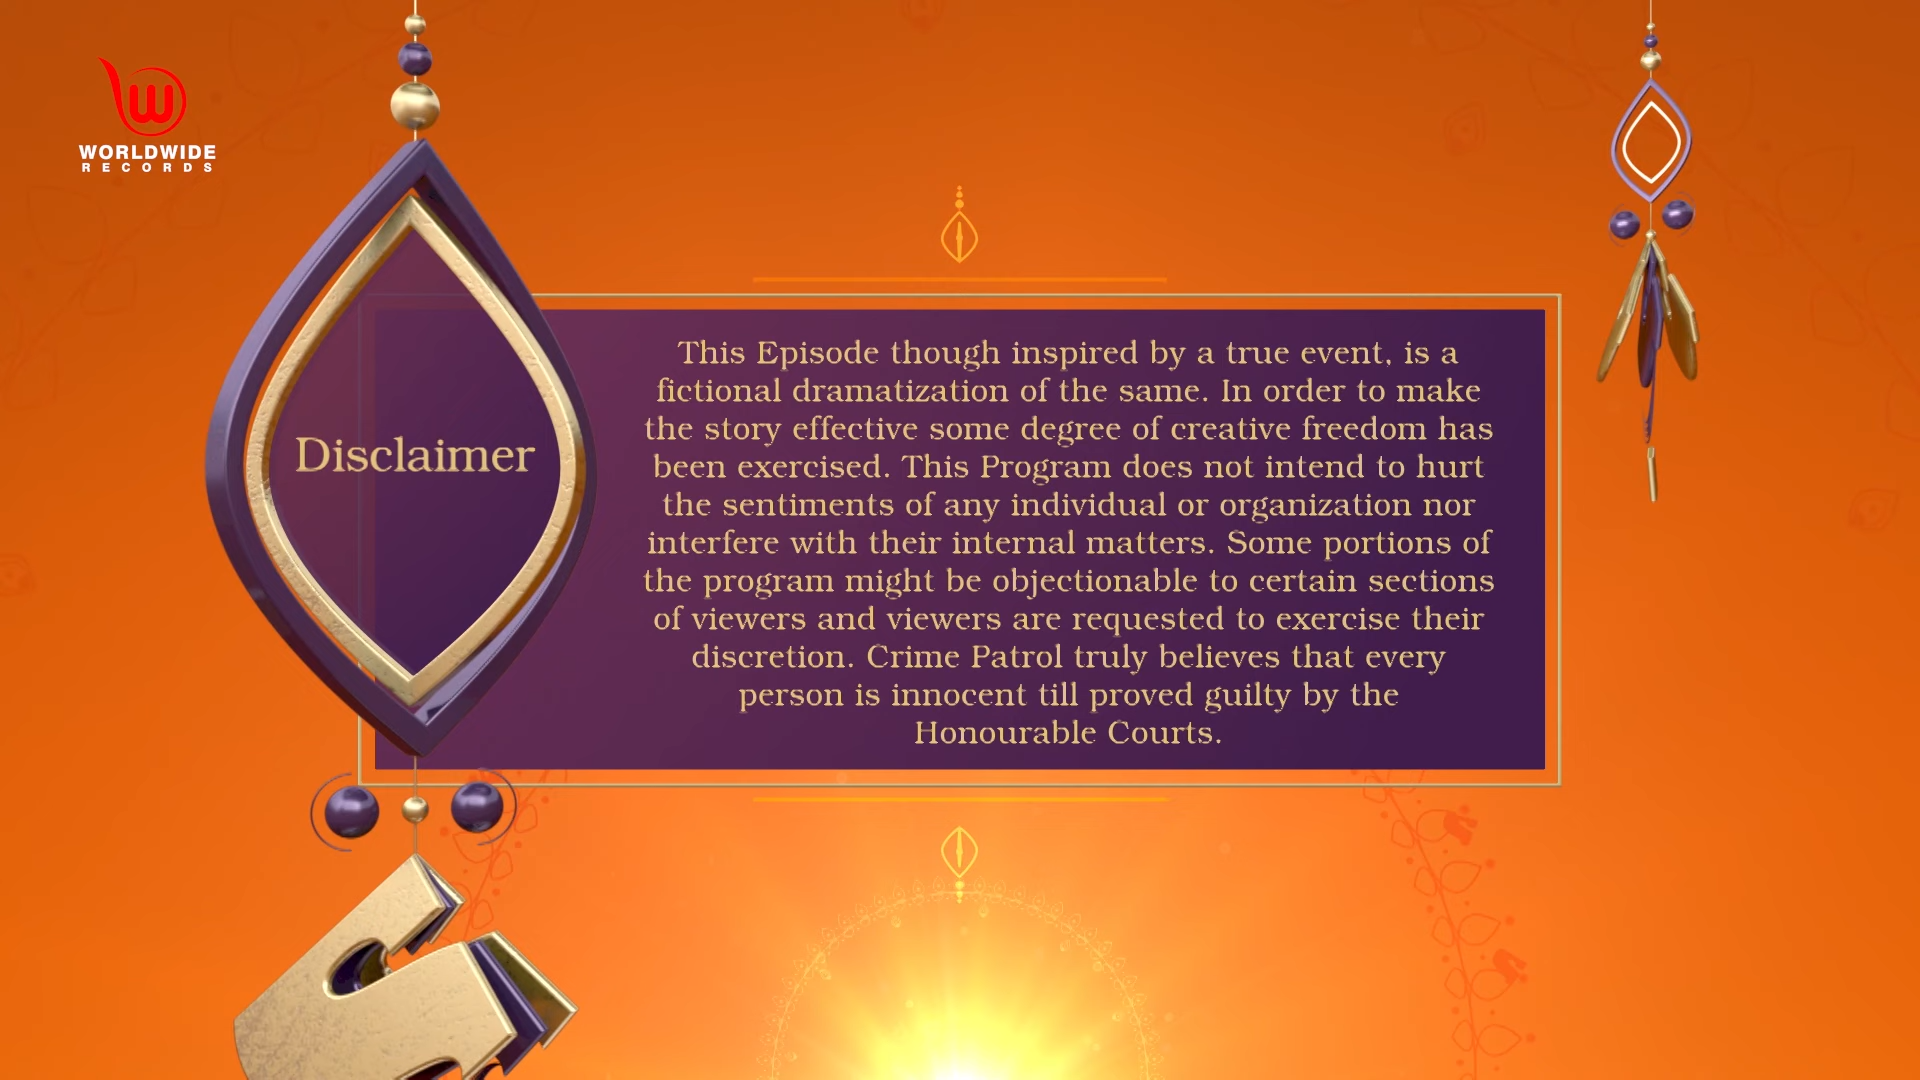 WORLDWIDE
RECORDS
Disclaimer
This Episode though inspired by a true event, is a
fictional dramatization of the same. In order to make
the story effective some degree of creative freedom has
been exercised. This Program does not intend to hurt
the sentiments of any individual or organization nor
interfere with their internal matters. Some portions of
the program might be objectionable to certain sections
of viewers and viewers are requested to exercise their
discretion. Crime Patrol truly believes that every
person is innocent till proved guilty by the
Honourable Courts.